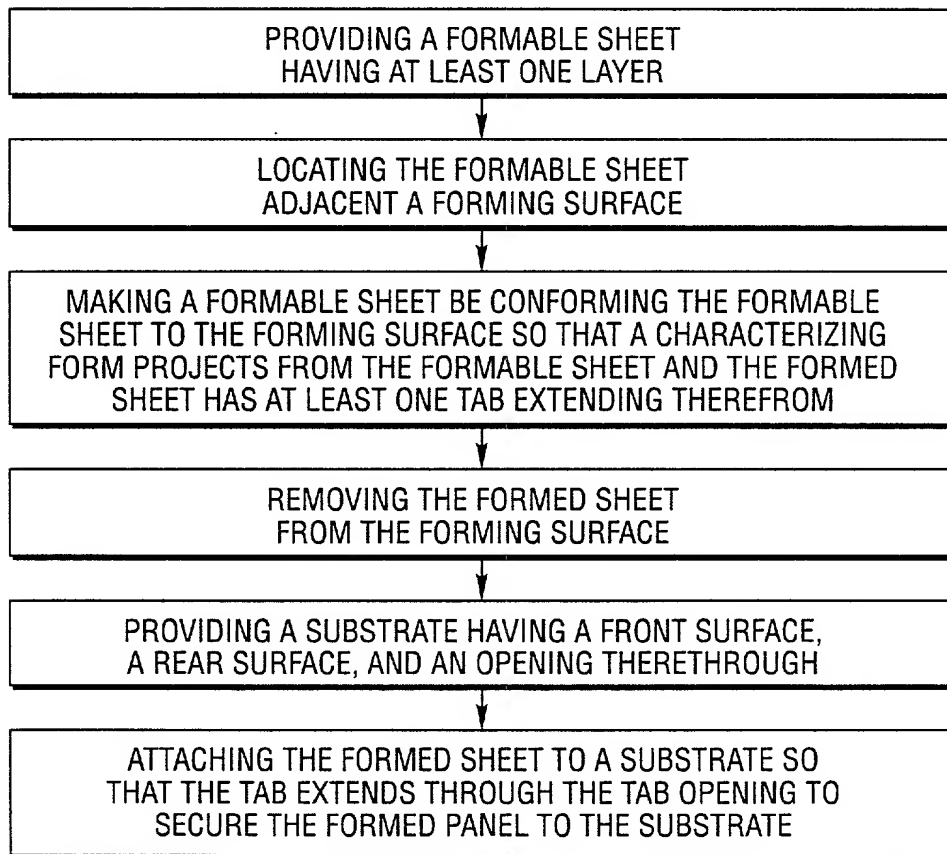 PROVIDING A FORMABLE SHEET
HAVING AT LEAST ONE LAYER
LOCATING THE FORMABLE SHEET
ADJACENT A FORMING SURFACE
MAKING A FORMABLE SHEET BE CONFORMING THE FORMABLE
SHEET TO THE FORMING SURFACE SO THAT A CHARACTERIZING
FORM PROJECTS FROM THE FORMABLE SHEET AND THE FORMED
SHEET HAS AT LEAST ONE TAB EXTENDING THEREFROM
REMOVING THE FORMED SHEET
FROM THE FORMING SURFACE
PROVIDING A SUBSTRATE HAVING A FRONT SURFACE,
A REAR SURFACE, AND AN OPENING THERETHROUGH
ATTACHING THE FORMED SHEET TO A SUBSTRATE SO
THAT THE TAB EXTENDS THROUGH THE TAB OPENING TO
SECURE THE FORMED PANEL TO THE SUBSTRATE